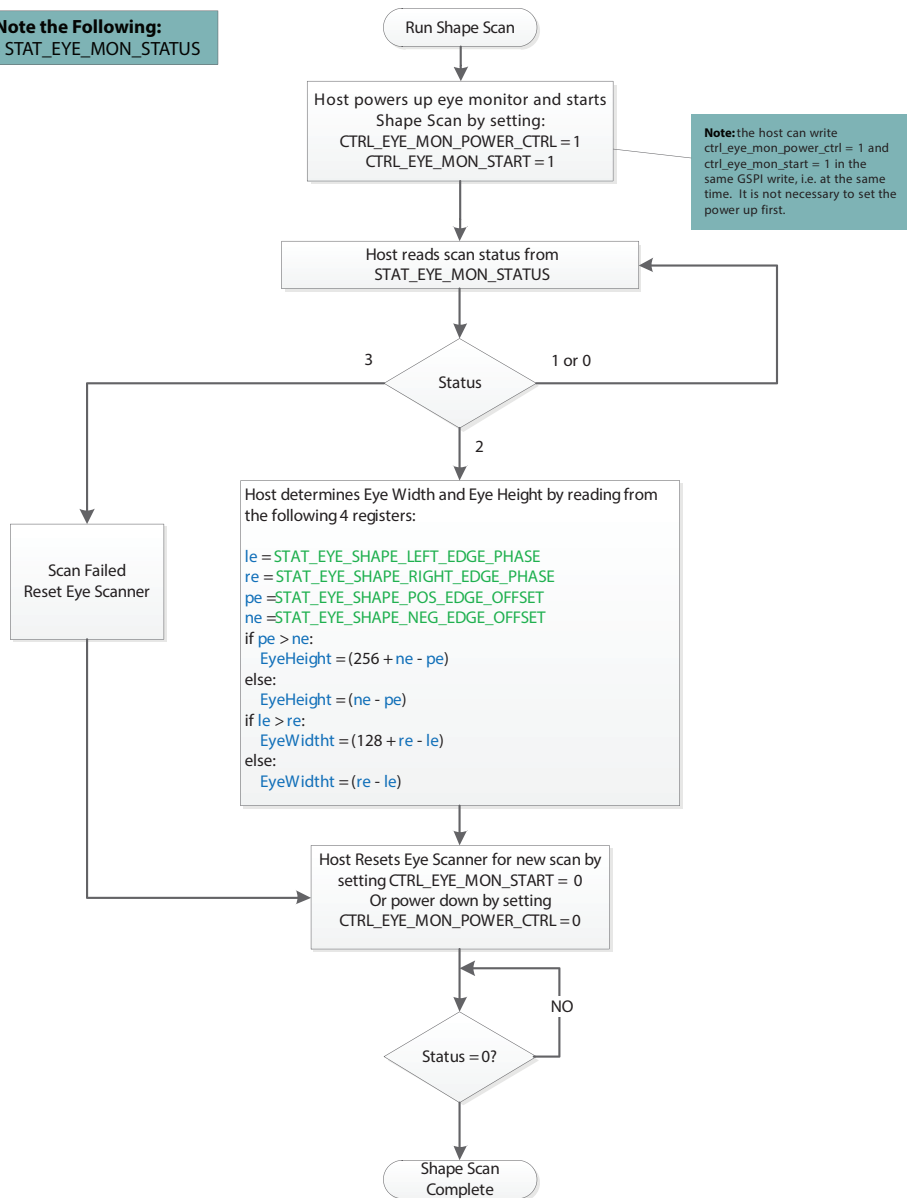 Note the Following:
STAT_EYE_MON_STATUS
Run Shape Scan
Host powers up eye monitor and starts
Shape Scan by setting:
CTRL_EYE_MON_POWER_CTRL = 1
CTRL_EYE_MON_START = 1
Note: the host can write
ctrl_eye_mon_power_ctrl = 1 and
ctrl_eye_mon_start = 1 in the
same GSPI write, i.e. at the same
time. It is not necessary to set the
power up first.
Host reads scan status from
STAT_EYE_MON_STATUS
3
1 or 0
Status
2
Host determines Eye Width and Eye Height by reading from
the following 4 registers:
le = STAT_EYE_SHAPE_LEFT_EDGE_PHASE
re = STAT_EYE_SHAPE_RIGHT_EDGE_PHASE
pe =STAT_EYE_SHAPE_POS_EDGE_OFFSET
ne =STAT_EYE_SHAPE_NEG_EDGE_OFFSET
if pe > ne:
EyeHeight = (256 + ne - pe)
else:
EyeHeight = (ne - pe)
if le > re:
EyeWidtht = (128 + re - le)
else:
EyeWidtht = (re - le)
Scan Failed
Reset Eye Scanner
Host Resets Eye Scanner for new scan by
setting CTRL_EYE_MON_START = 0
Or power down by setting
CTRL_EYE_MON_POWER_CTRL = 0
NO
Status = 0?
Shape Scan
Complete